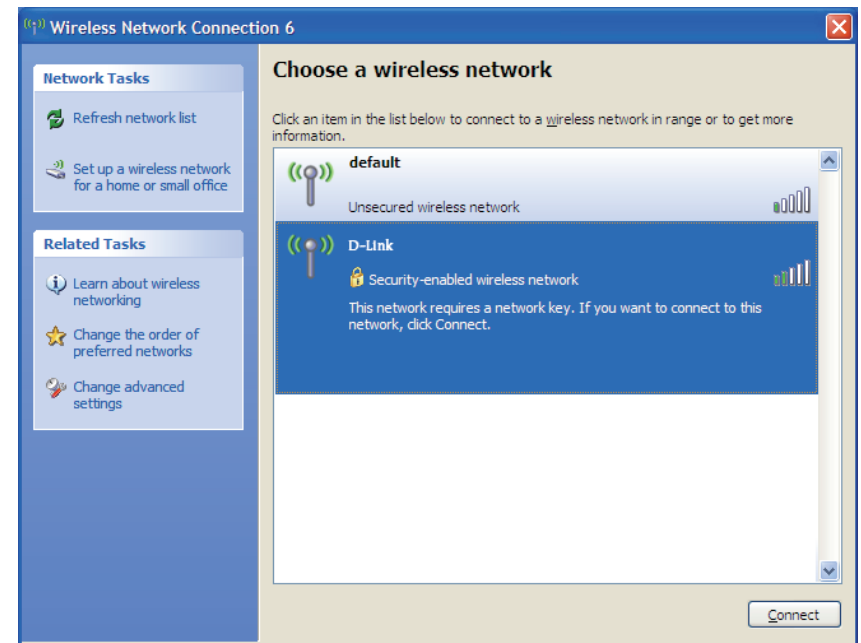 Wireless Network Connection 6
Network Tasks
Refresh network list
Set up a wireless network
for a home or small office
Related Tasks
Learn about wireless
networking
Change the order of
preferred networks
Change advanced
settings
Choose a wireless network
Click an item in the list below to connect to a wireless network in range or to get more
information.
default
Unsecured wireless network
D-Link
Security-enabled wireless network
This network requires a network key. If you want to connect to this
network, click Connect.
Connect